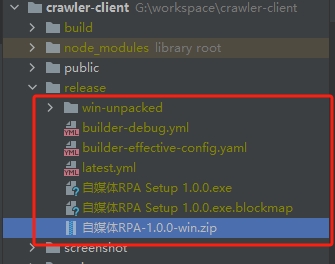 crawler-client G:\workspace\crawler-client
build
node_modules library root
public
release
win-unpacked
builder-debug.yml
builder-effective-config.yaml
latest.yml
自媒体RPA Setup 1.0.0.exe
自媒体RPA Setup 1.0.0.exe.blockmap
自媒体RPA-1.0.0-win.zip
screenshot